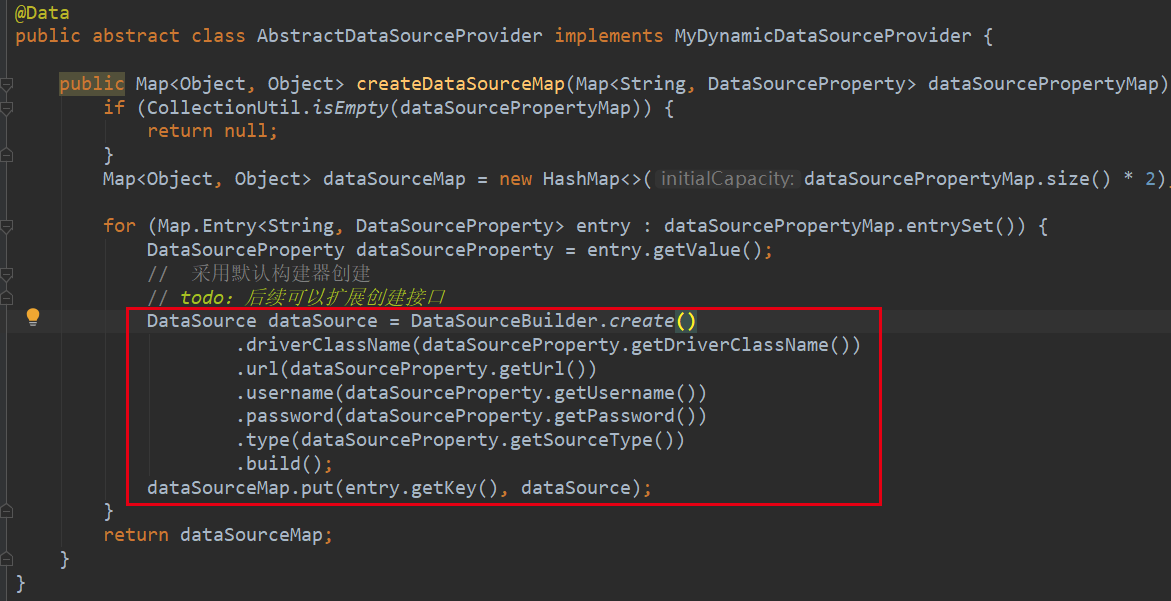 @Data
public abstract class AbstractDataSourceProvider implements MyDynamicDataSourceProvider {
public Map<Object, Object> createDataSourceMap(Map<String, DataSourceProperty> dataSourcePropertyMap)
if (CollectionUtil.isEmpty(dataSourcePropertyMap)) {
return null;
}
Map<Object, Object> dataSourceMap = new HashMap<>( initialCapacity: dataSourcePropertyMap.size() * 2),
for (Map.Entry<String, DataSourceProperty> entry : dataSourcePropertyMap.entrySet()) {
DataSourceProperty dataSourceProperty = entry.getValue();
// 采用默认构建器创建
// todo：后续可以扩展创建接口
DataSource dataSource = DataSourceBuilder.create()
.driverClassName(dataSourceProperty.getDriverClassName())
.url(dataSourceProperty.getUrl())
.username(dataSourceProperty.getUsername())
.password(dataSourceProperty.getPassword())
.type(dataSourceProperty.getSourceType())
.build();
dataSourceMap.put(entry.getKey(), dataSource);
}
return dataSourceMap;
}
}